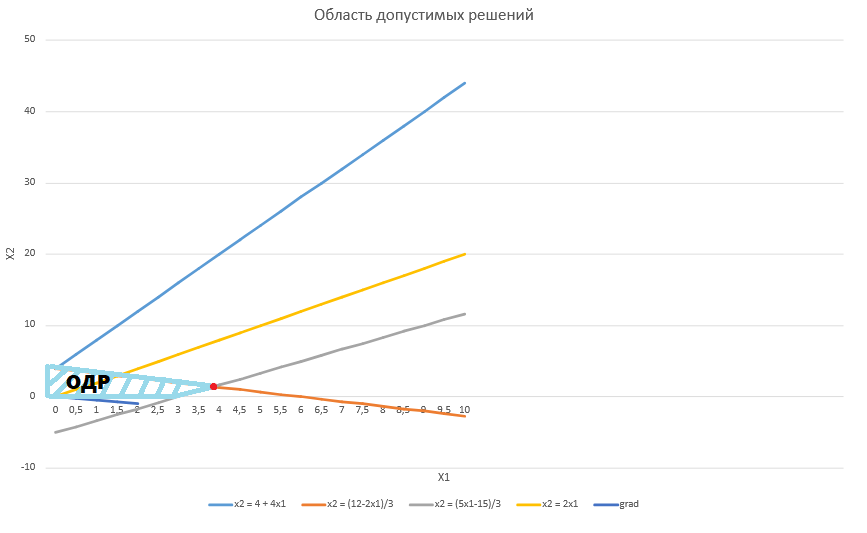 Область допустимых решений
50
40
30
20
10
0
-10
X2
ОДР
0 0,5 1 1,5 2 2,5 3 3,5 4 4,5 5 5,5 6 6,5 7 7,5 8 8,5 9 9,5 10
X1
x2 = 4 + 4x1 x2 = (12-2x1)/3 x2 = (5x1-15)/3 x2 = 2x1 grad